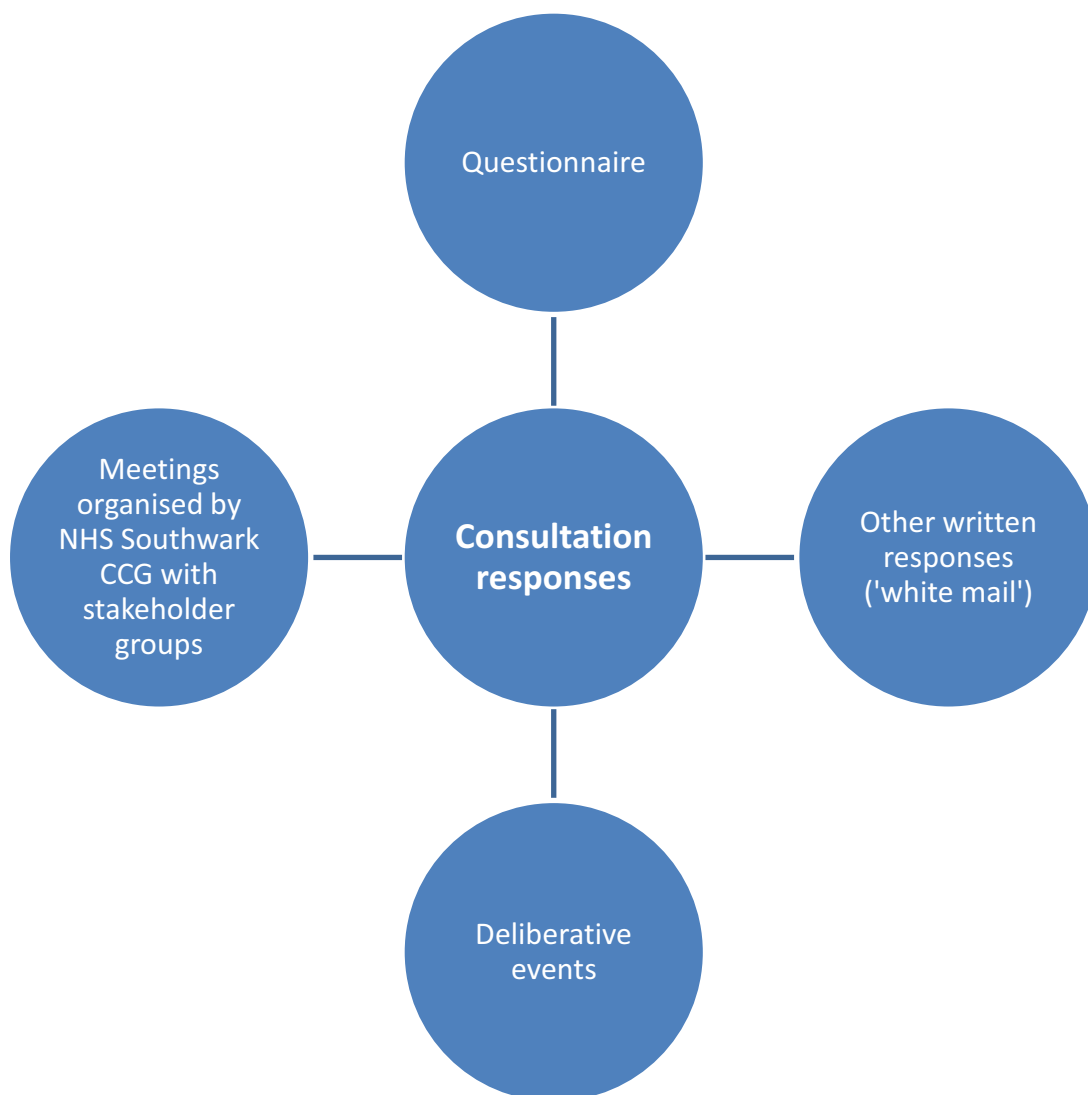 Questionnaire
Meetings
organised by
NHS Southwark
CCG with
stakeholder
groups
Consultation
responses
Other written
responses
('white mail')
Deliberative
events